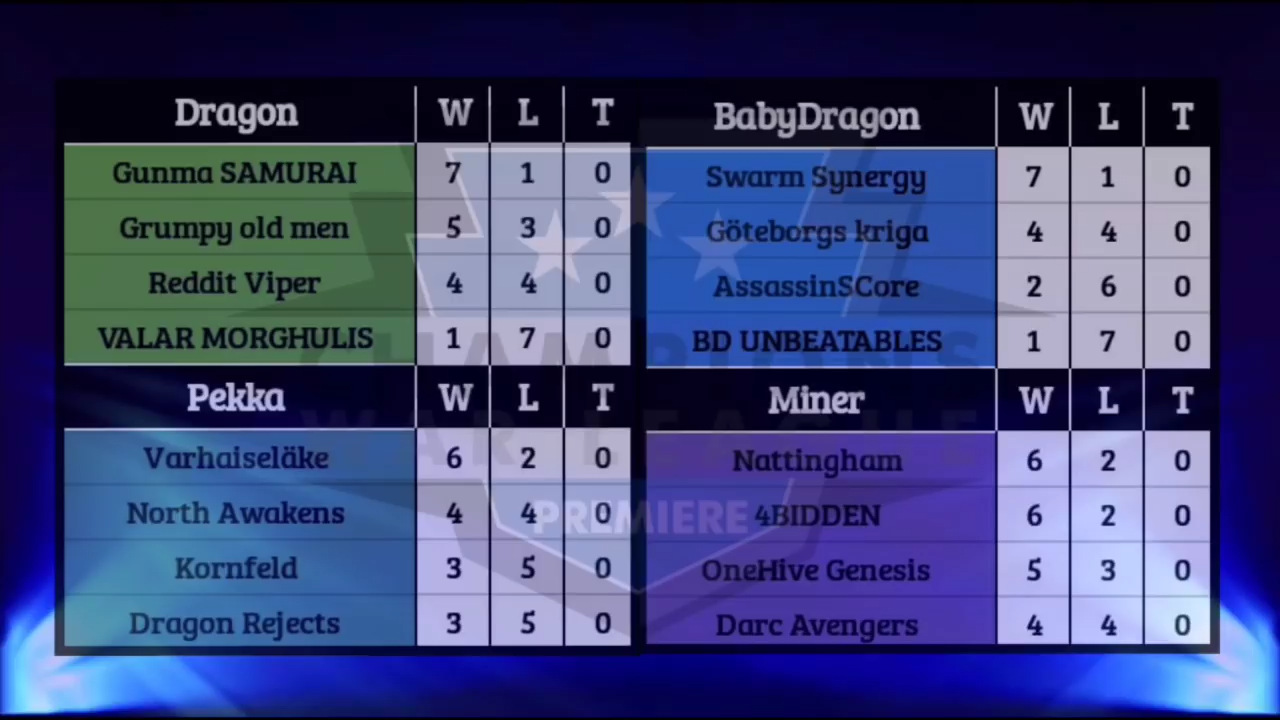 Dragon W L T
Gunma SAMURAI 7 1 0
Grumpy old men 5 3 0
Reddit Viper 4 4 0
VALAR MORGHULIS 1 7 0
BabyDragon W L T
Swarm Synergy 7 1 0
Göteborgs kriga 4 4 0
AssassinSCore 2 6 0
BD UNBEATABLES 1 7 0
Pekka W L T
Varhaiseläke 6 2 0
North Awakens 4 4 0
Kornfeld 3 5 0
Dragon Rejects 3 5 0
Miner W L T
Nattingham 6 2 0
4BIDDEN 6 2 0
OneHive Genesis 5 3 0
Darc Avengers 4 4 0
CHAMPIONS
WAR LEAGUE
PREMIERE